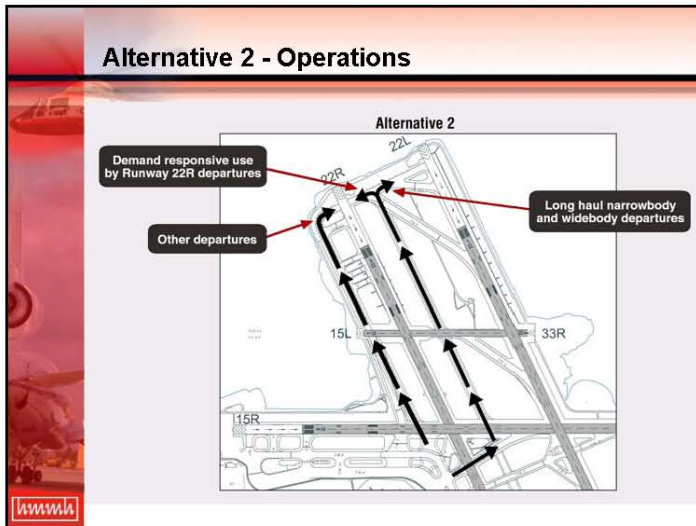 Alternative 2 - Operations
Alternative 2
22L
22R
Demand responsive use
by Runway 22R departures
Long haul narrowbody
and widebody departures
Other departures
15L
33R
15R
hmmh